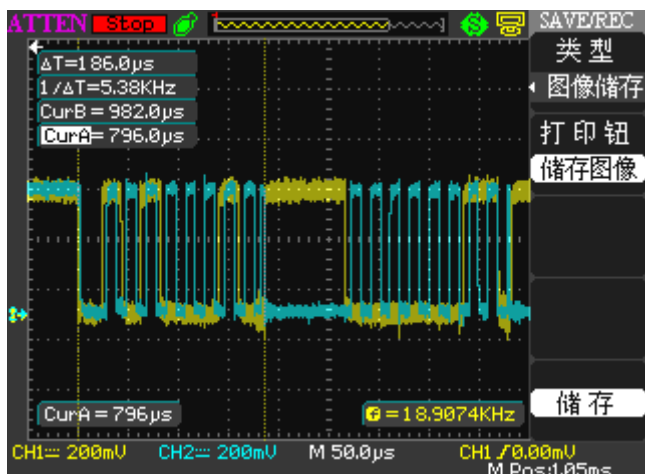 ATTEN Stop SAVE/REC
类型
图像储存
打印钮
储存图像
储存
ΔT=186.0μs
1/ΔT=5.38KHz
CurB=982.0μs
CurA=796.0μs
CurA=796μs
f=18.9074KHz
CH1 200mV CH2 200mV M 50.0μs CH1 0.00mV
M Pos:1.05ms